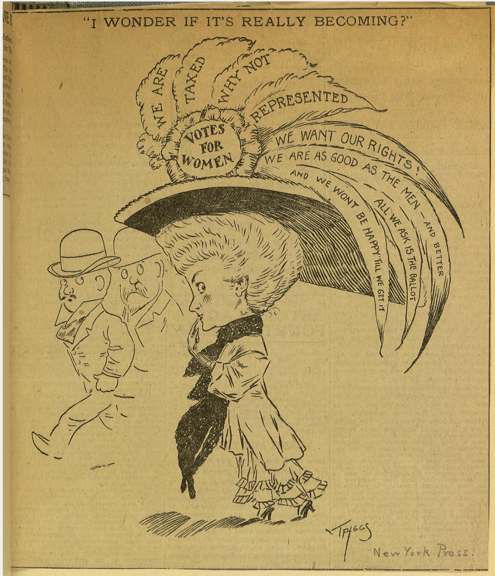 "I WONDER IF IT'S REALLY BECOMING?"
WE ARE
TAXED
WHY NOT
REPRESENTED
VOTES
FOR
WOMEN
WE WANT OUR RIGHTS!
WE ARE AS GOOD AS THE MEN AND BETTER
ALL WE ASK IS THE BALLOT
AND WE WONT BE HAPPY TILL WE GET IT
TRIGGS
New York Press.